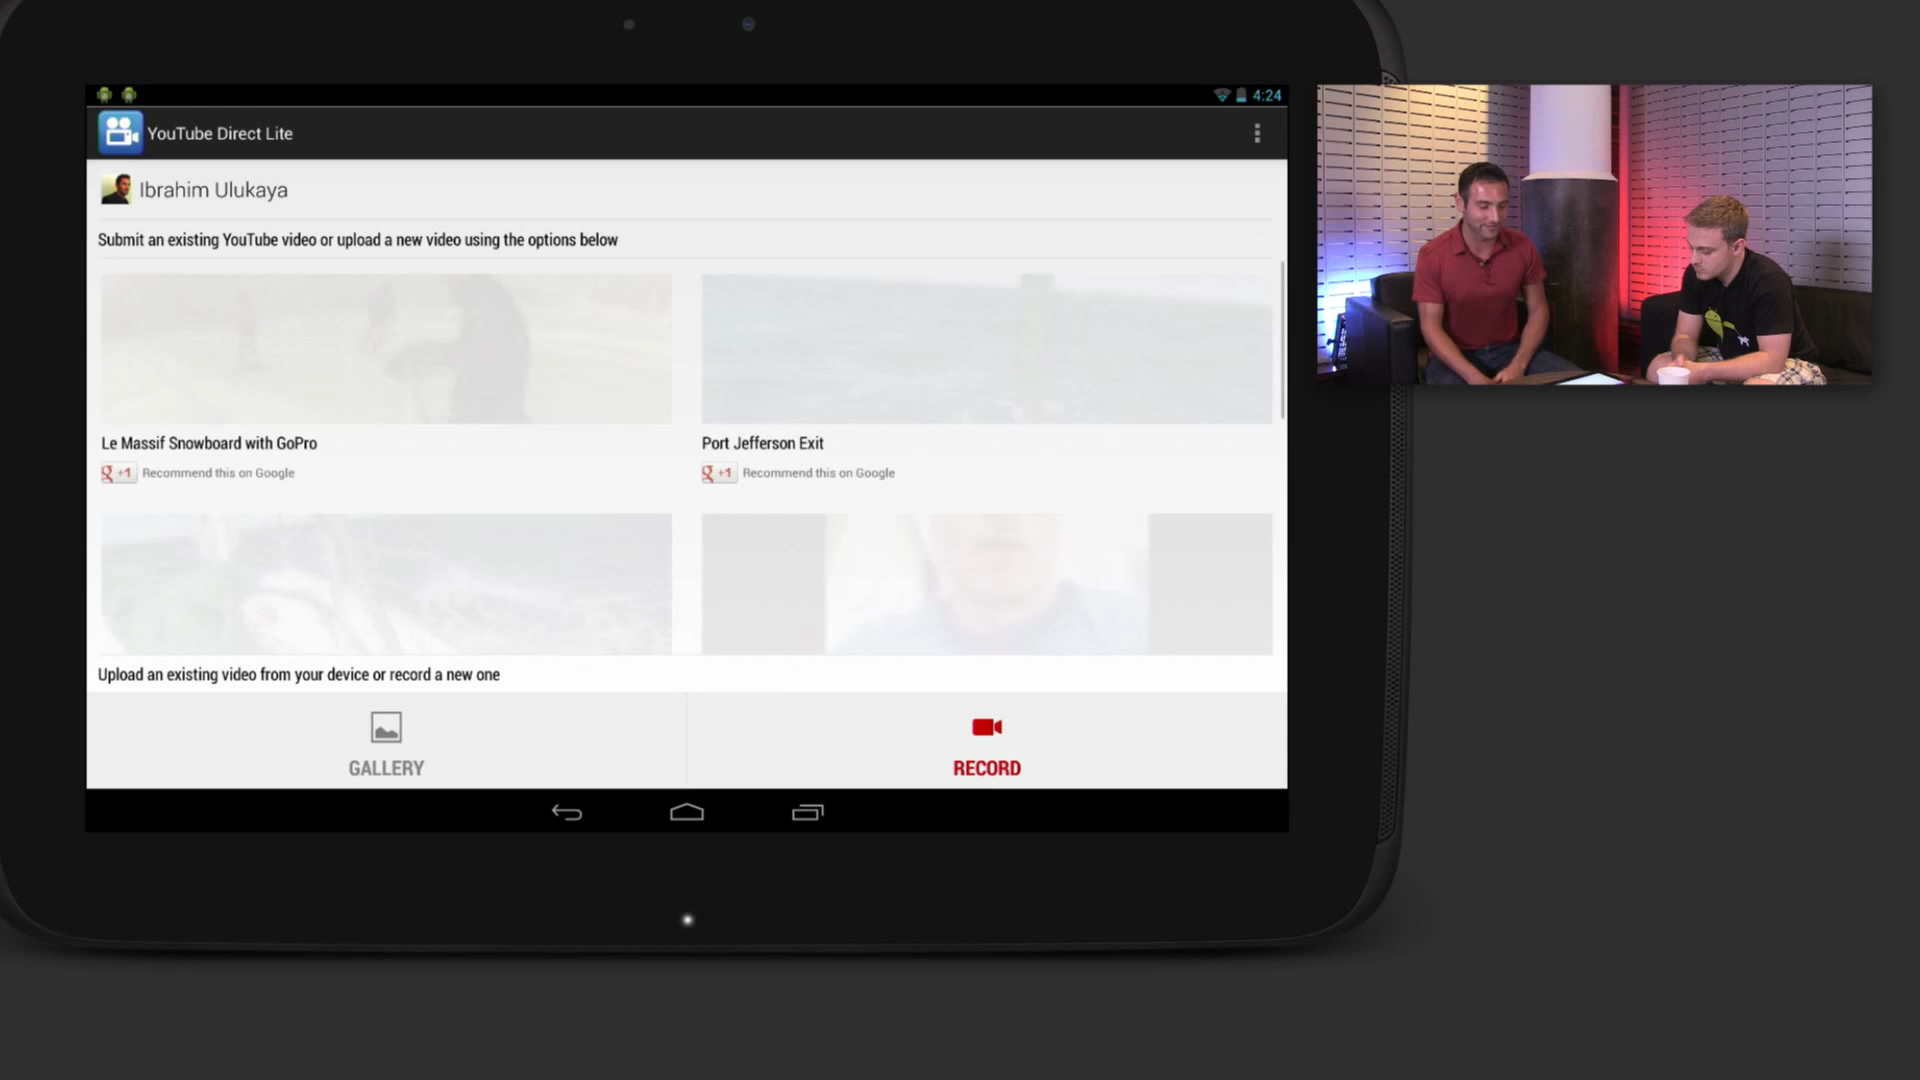 4:24
YouTube Direct Lite
Ibrahim Ulukaya
Submit an existing YouTube video or upload a new video using the options below
Le Massif Snowboard with GoPro
Port Jefferson Exit
g +1 Recommend this on Google
g +1 Recommend this on Google
Upload an existing video from your device or record a new one
GALLERY
RECORD